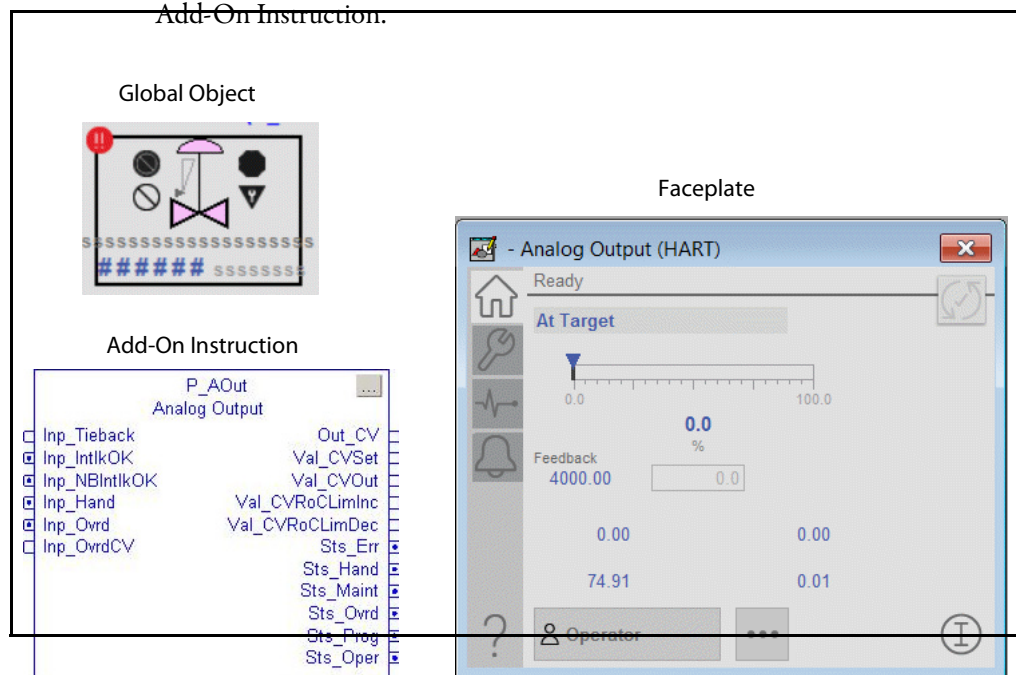 Add-On Instruction.
Global Object
!!
sssssssssssssssssss
###### ssssssss
Faceplate
- Analog Output (HART)
Ready
At Target
0.0 100.0
0.0
%
Feedback
4000.00 0.0
0.00 0.00
74.91 0.01
? Operator •••
Add-On Instruction
P_AOut ...
Analog Output
Inp_Tieback Out_CV
Inp_IntlkOK Val_CVSet
Inp_NBIntlkOK Val_CVOut
Inp_Hand Val_CVRoCLimInc
Inp_Ovrd Val_CVRoCLimDec
Inp_OvrdCV Sts_Err
Sts_Hand
Sts_Maint
Sts_Ovrd
Sts_Prog
Sts_Oper